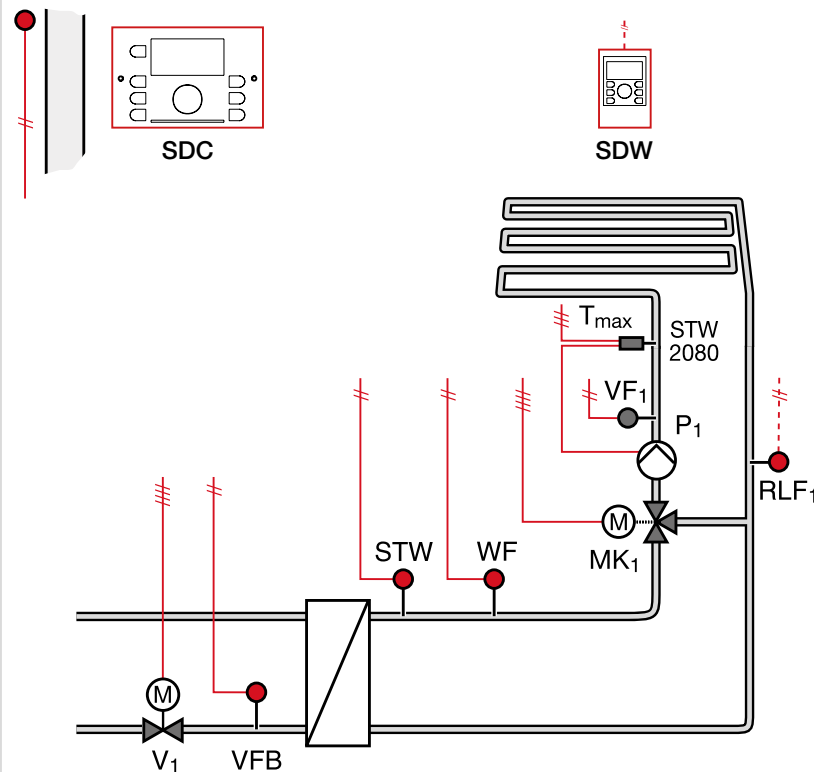 SDC
SDW
Tmax
STW
2080
VF1
P1
RLF1
M
MK1
STW
WF
M
V1
VFB